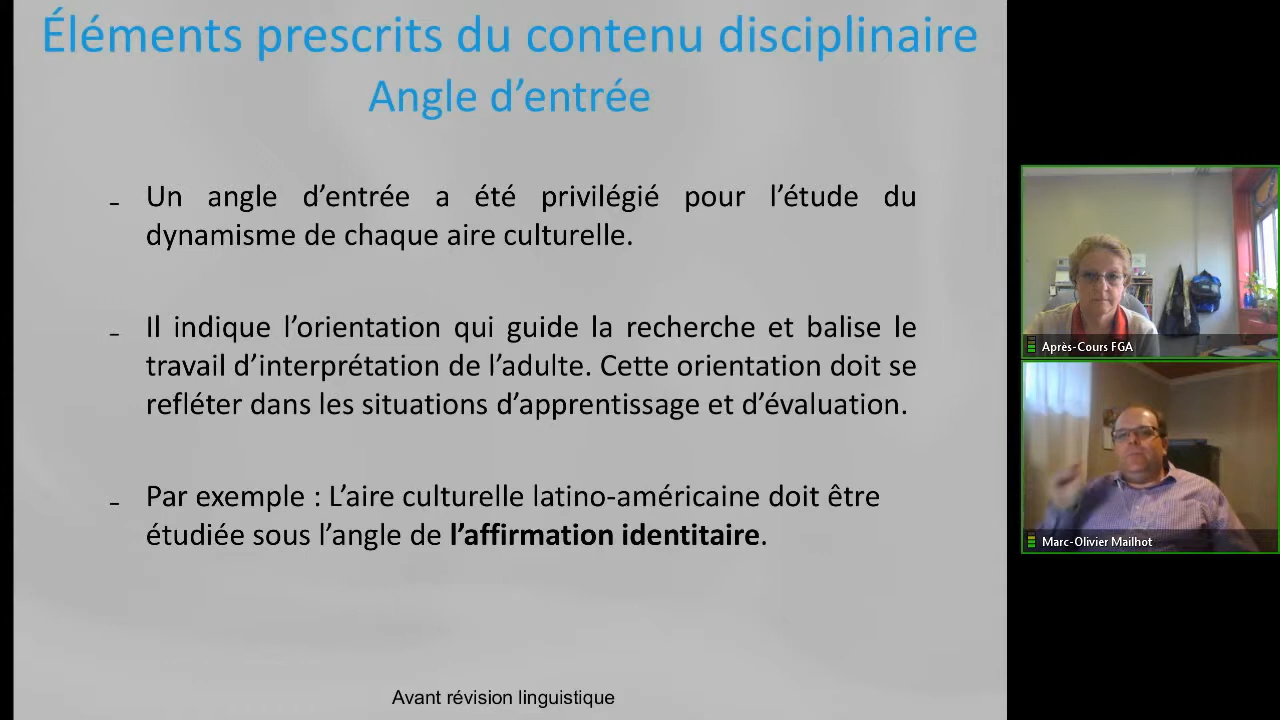 Éléments prescrits du contenu disciplinaire
Angle d’entrée
- Un angle d’entrée a été privilégié pour l’étude du
dynamisme de chaque aire culturelle.
- Il indique l’orientation qui guide la recherche et balise le
travail d’interprétation de l’adulte. Cette orientation doit se
refléter dans les situations d’apprentissage et d’évaluation.
- Par exemple : L’aire culturelle latino-américaine doit être
étudiée sous l’angle de l’affirmation identitaire.
Avant révision linguistique
Après-Cours FGA
Marc-Olivier Mailhot